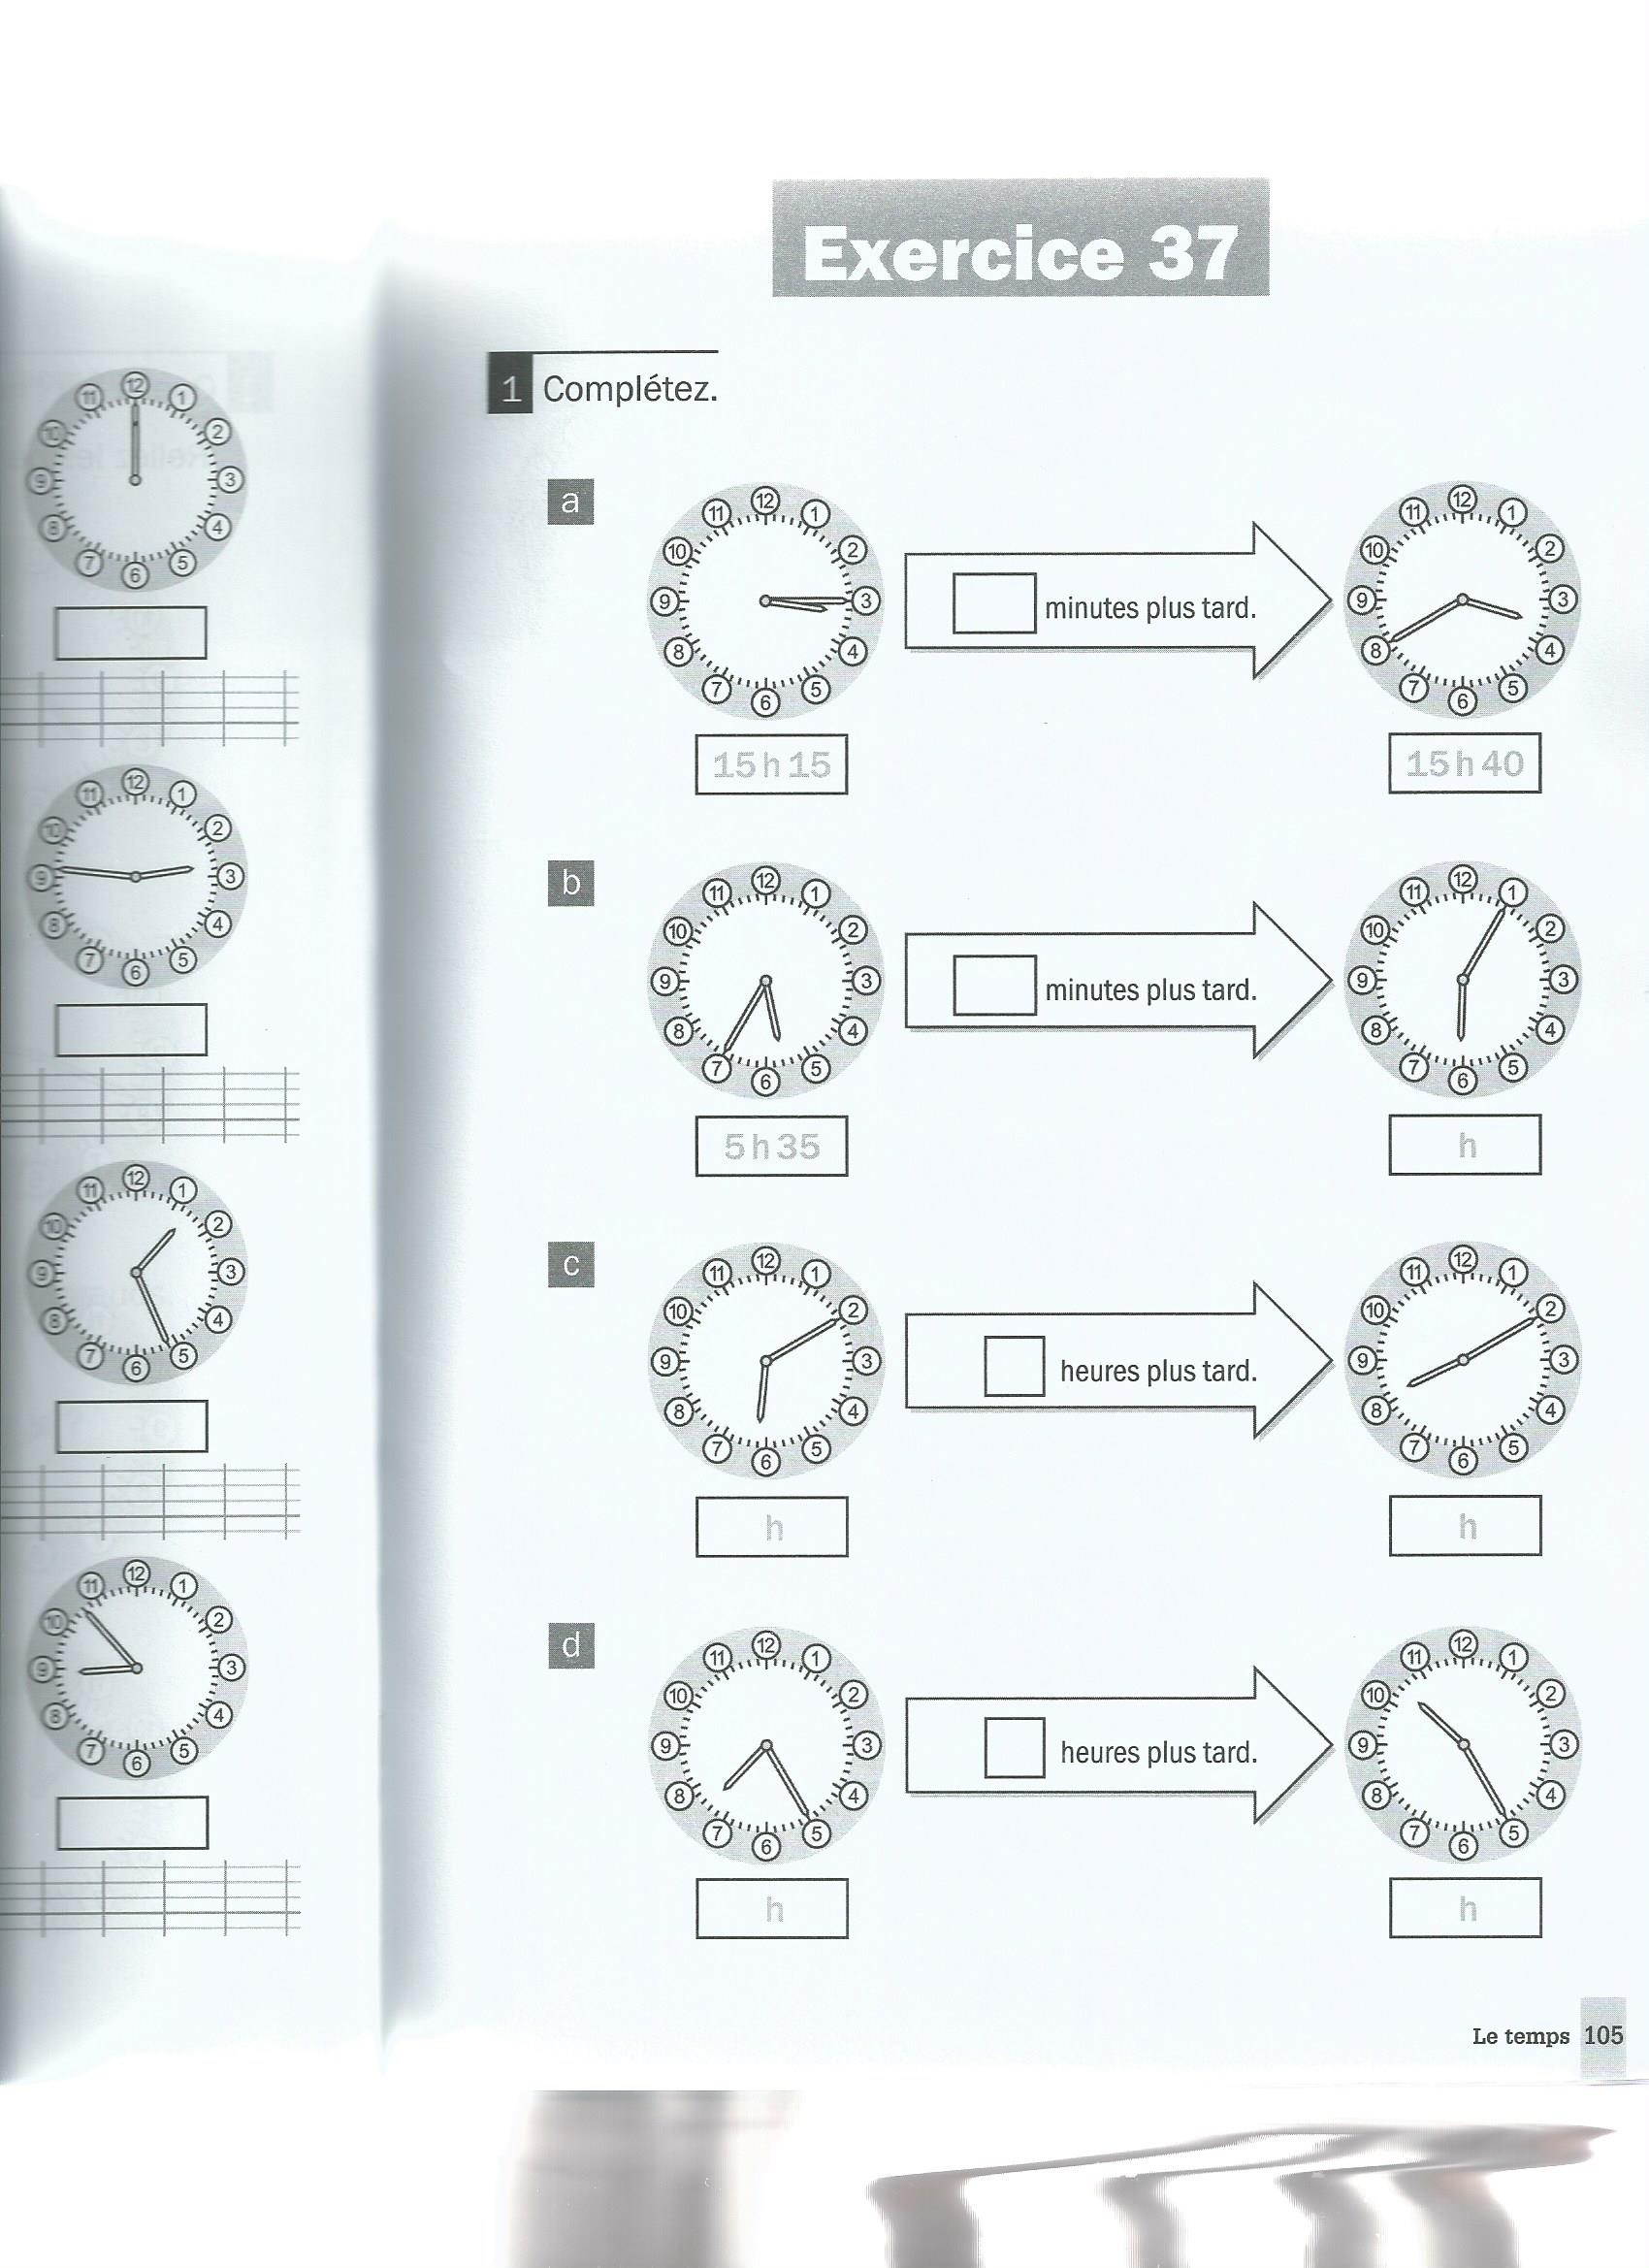 Exercice 37
1 Complétez.
a
minutes plus tard.
15 h 15
15 h 40
b
minutes plus tard.
5 h 35
h
c
heures plus tard.
h
h
d
heures plus tard.
h
h
Le temps 105